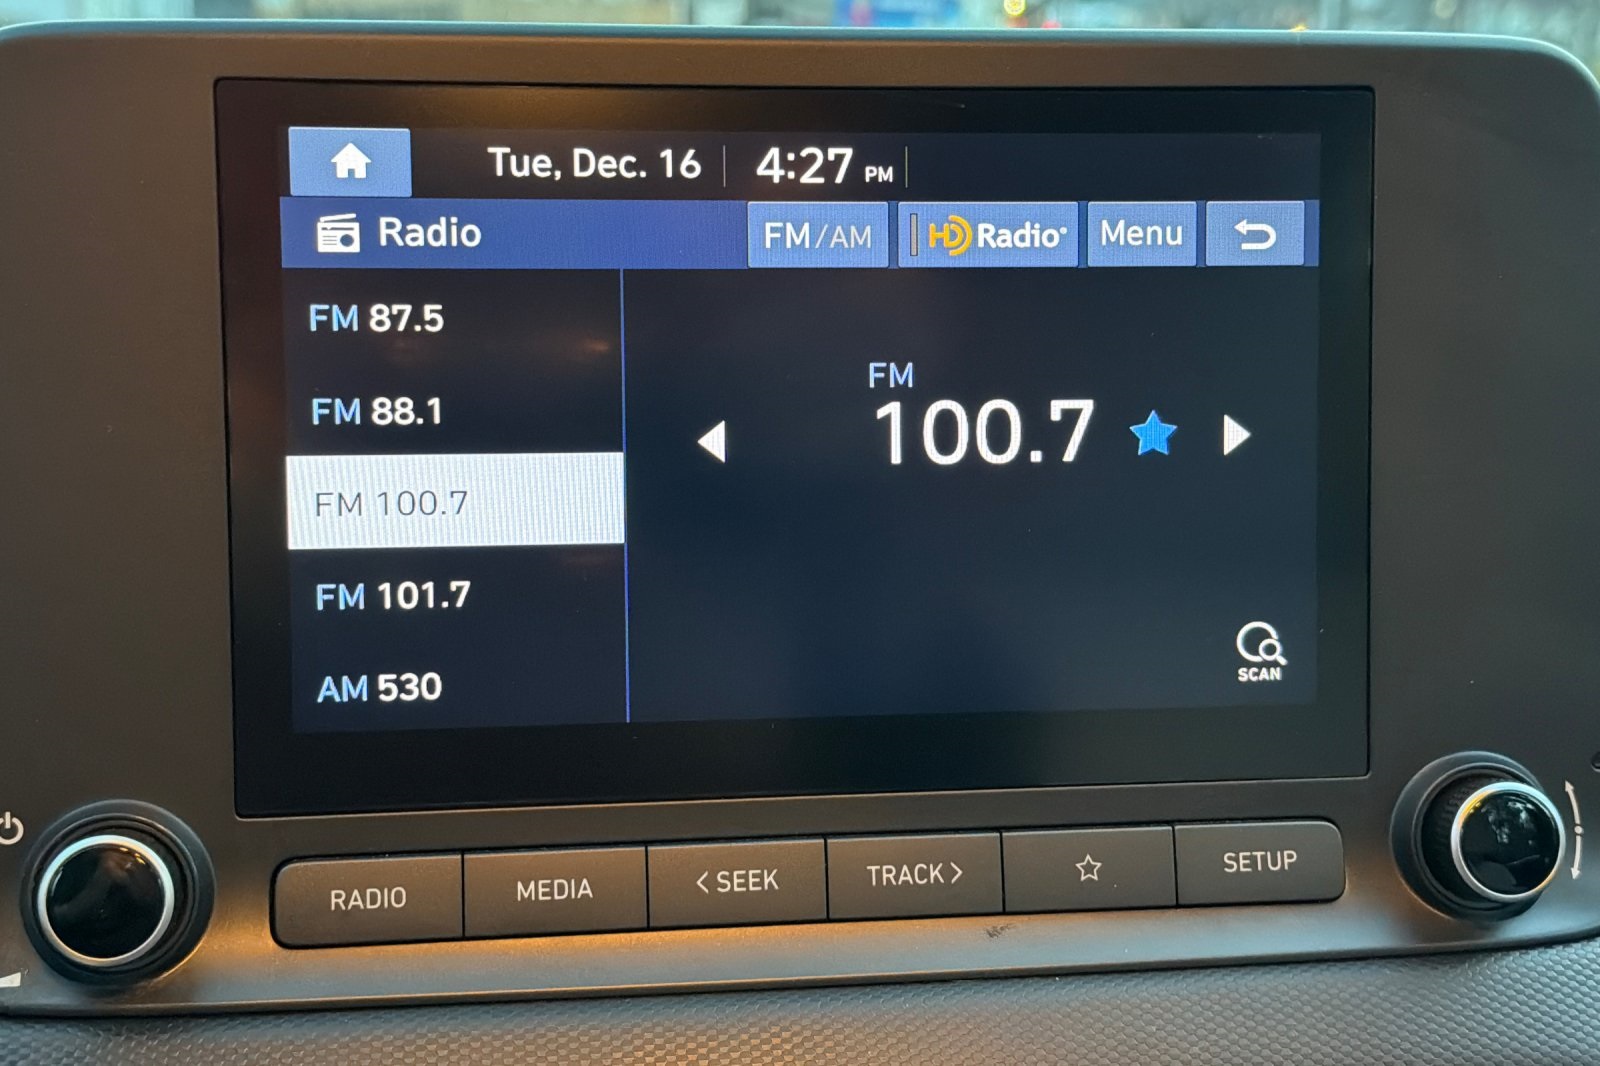 Tue, Dec. 16 4:27 PM
Radio FM/AM HD Radio® Menu
FM 87.5
FM 88.1
FM 100.7
FM 101.7
AM 530
FM
100.7
SCAN
RADIO MEDIA <SEEK TRACK> SETUP